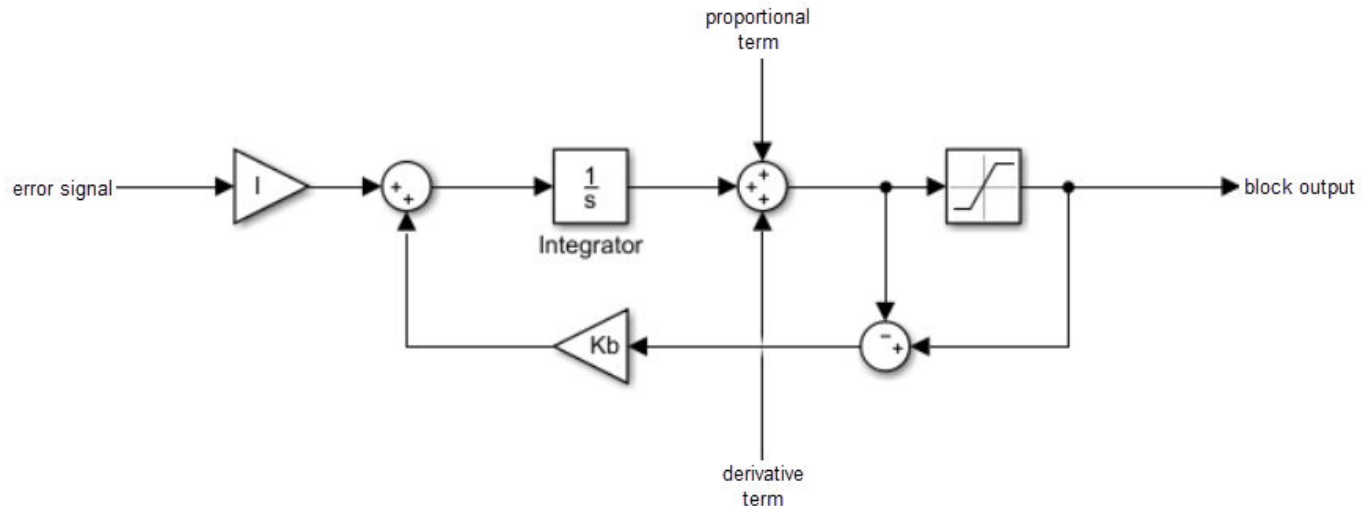 proportional
term
error signal
I
+
+
1
s
Integrator
+
+
+
block output
Kb
-
+
derivative
term